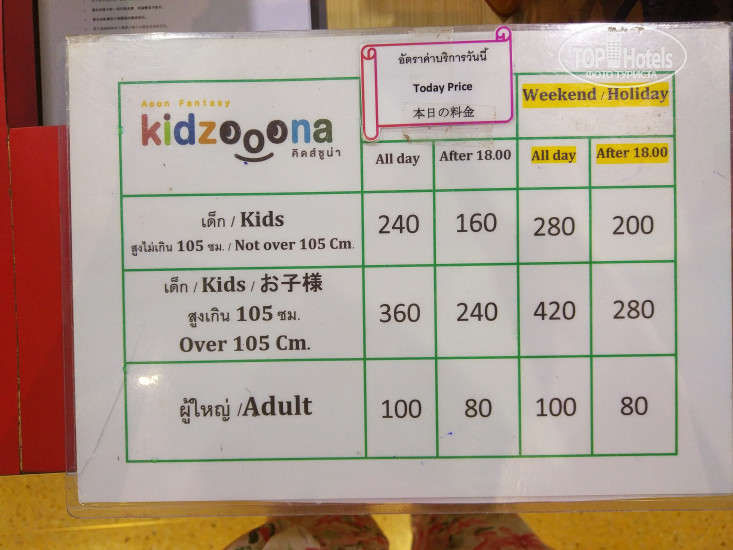 TOP Hotels
ФОТО ТУРИСТА
อัตราค่าบริการวันนี้
Today Price
本日の料金
Weekend / Holiday
Aeon Fantasy
kidzooona
คิดส์ซูน่า
All day After 18.00 All day After 18.00
เด็ก / Kids
สูงไม่เกิน 105 ซม. / Not over 105 Cm.
240 160 280 200
เด็ก / Kids / お子様
สูงเกิน 105 ซม.
Over 105 Cm.
360 240 420 280
ผู้ใหญ่ /Adult
100 80 100 80